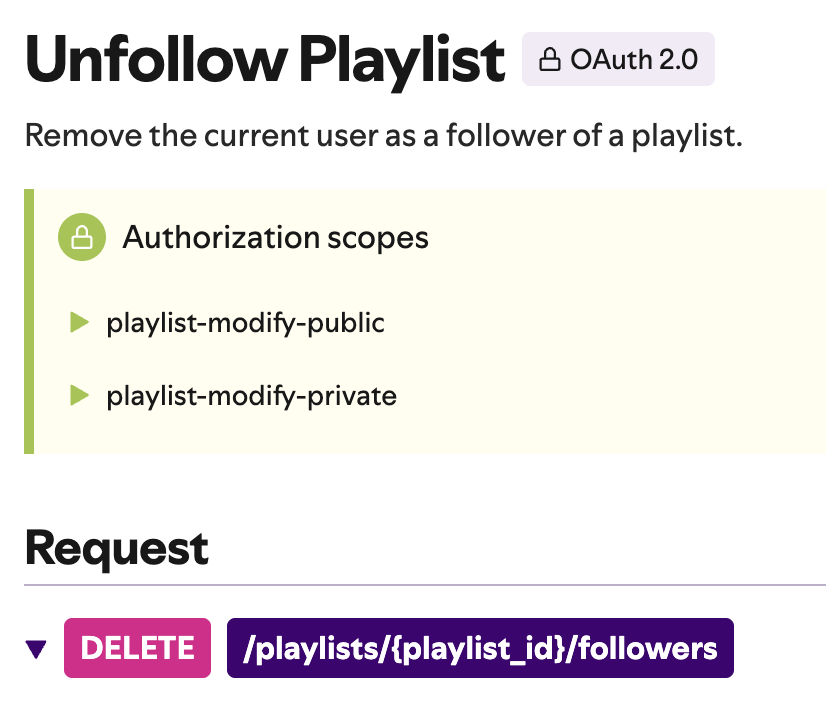 Unfollow Playlist OAuth 2.0
Remove the current user as a follower of a playlist.
Authorization scopes
playlist-modify-public
playlist-modify-private
Request
DELETE /playlists/{playlist_id}/followers